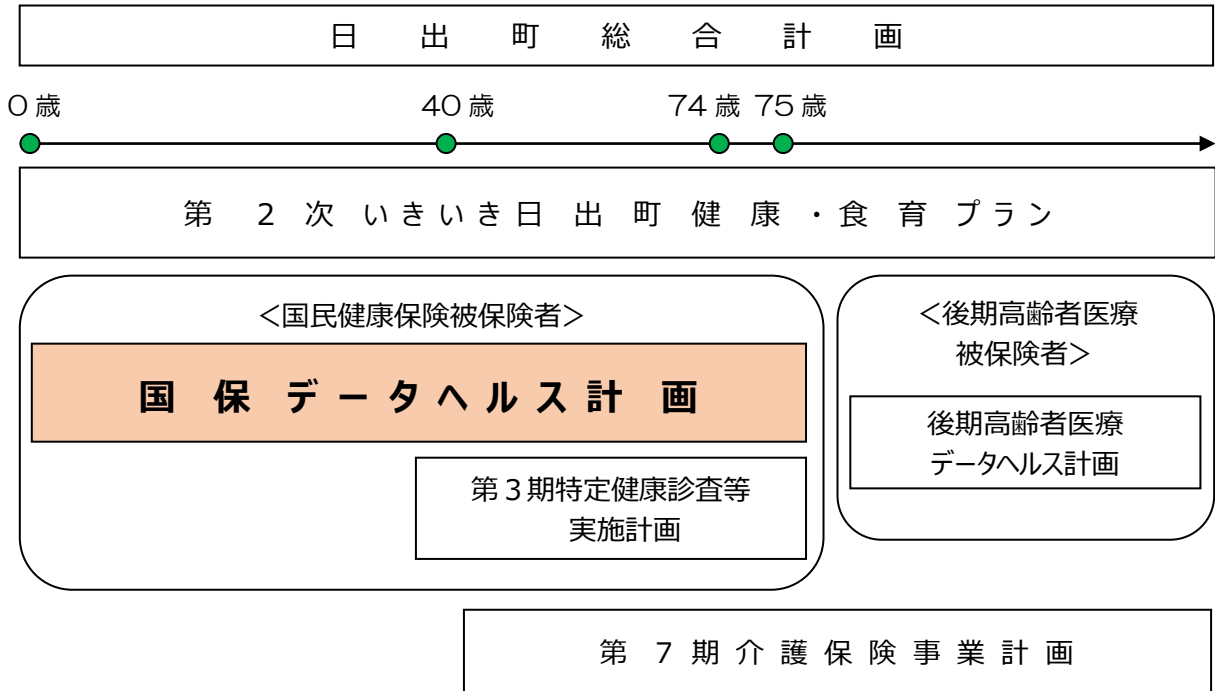 日出町総合計画
0歳 40歳 74歳 75歳
第2次いきいき日出町健康・食育プラン
<国民健康保険被保険者>
国保データヘルス計画
第3期特定健康診査等
実施計画
<後期高齢者医療
被保険者>
後期高齢者医療
データヘルス計画
第7期介護保険事業計画